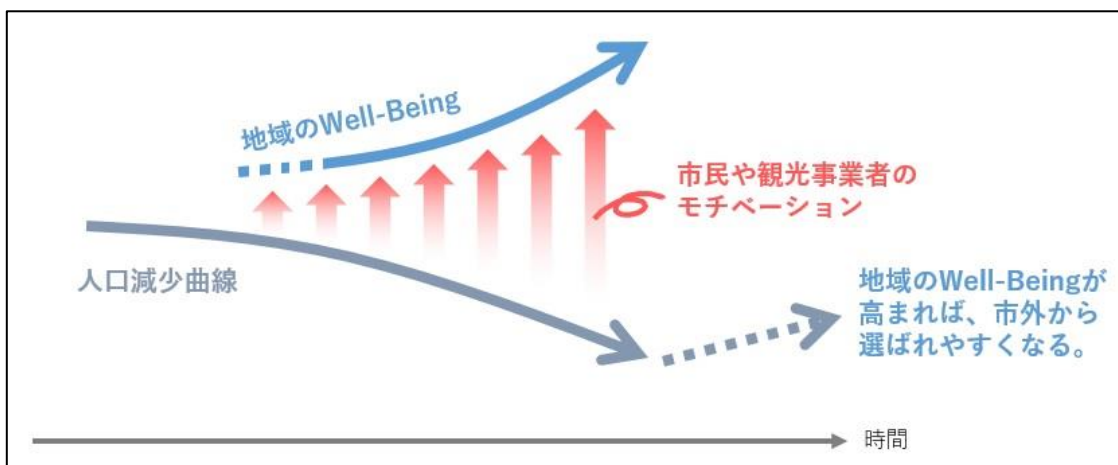 地域のWell-Being
市民や観光事業者の
モチベーション
人口減少曲線
地域のWell-Beingが
高まれば、市外から
選ばれやすくなる。
時間